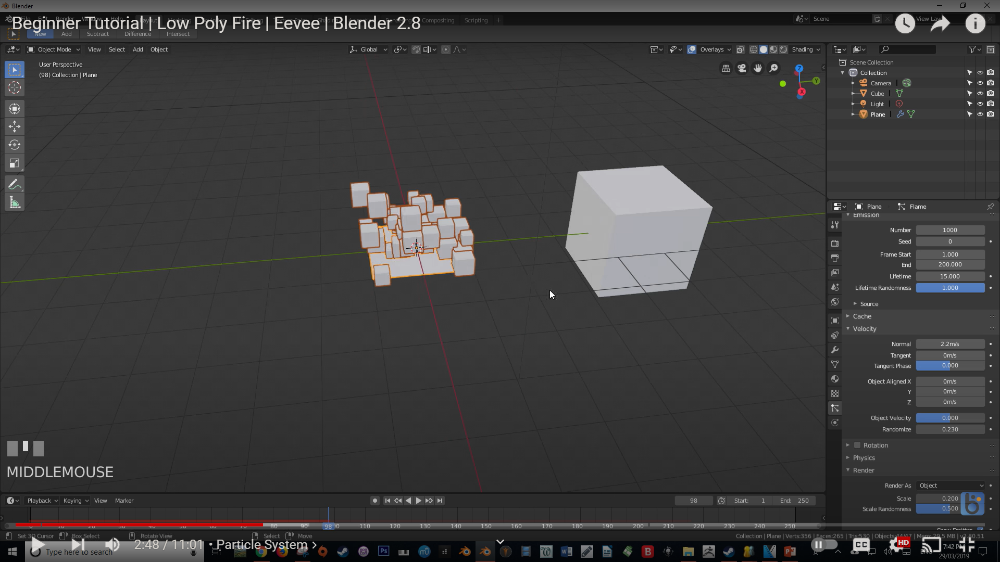 Blender
Beginner Tutorial | Low Poly Fire | Eevee | Blender 2.8
Compositing Scripting +
Scene
View Lay
New Add Subtract Difference Intersect
Object Mode View Select Add Object
Global
Overlays
Shading
User Perspective
(98) Collection | Plane
Z
Y
X
Scene Collection
Collection
Camera
Cube
Light
Plane
Plane Flame
Emission
Number 1000
Seed 0
Frame Start 1.000
End 200.000
Lifetime 15.000
Lifetime Randomness 1.000
Source
Cache
Velocity
Normal 2.2m/s
Tangent 0m/s
Tangent Phase 0.000
Object Aligned X 0m/s
Y 0m/s
Z 0m/s
Object Velocity 0.000
Randomize 0.230
Rotation
Physics
Render
Render As Object
Scale 0.200
Scale Randomness 0.500
Show Emitter
MIDDLEMOUSE
Playback Keying View Marker
98
Start: 1
End: 250
0 10 20 30 80 90 98 110 120 130 140 150 160 170 180 190 200 210 220 230 240 250
Set 3D Cursor Box Select Rotate View Select Move
Collection | Plane | Verts:356 | Faces:265 | Tris:530 | Objects:44/47 | Mem: 29.5 MB | v2.80.51
Type here to search
2:48 / 11:01 • Particle System
CC
HD
7:42 PM
29/03/2019